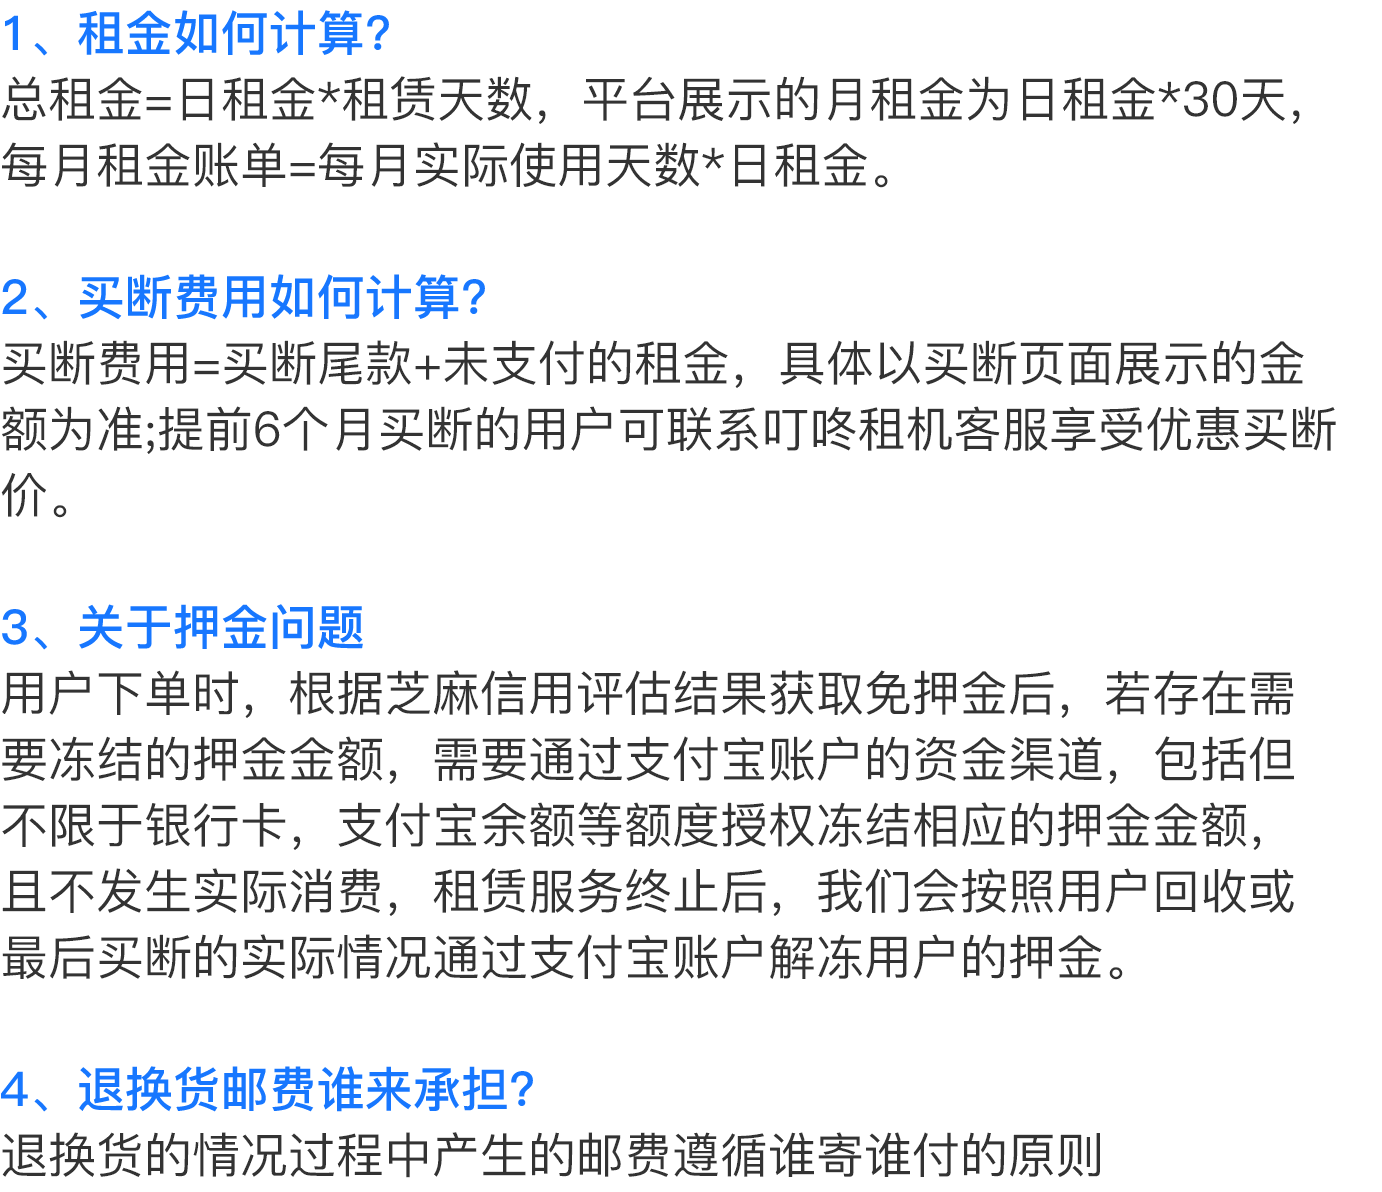 1、租金如何计算?
总租金=日租金*租赁天数，平台展示的月租金为日租金*30天，
每月租金账单=每月实际使用天数*日租金。
2、买断费用如何计算?
买断费用=买断尾款+未支付的租金，具体以买断页面展示的金
额为准;提前6个月买断的用户可联系叮咚租机客服享受优惠买断
价。
3、关于押金问题
用户下单时，根据芝麻信用评估结果获取免押金后，若存在需
要冻结的押金金额，需要通过支付宝账户的资金渠道，包括但
不限于银行卡，支付宝余额等额度授权冻结相应的押金金额，
且不发生实际消费，租赁服务终止后，我们会按照用户回收或
最后买断的实际情况通过支付宝账户解冻用户的押金。
4、退换货邮费谁来承担?
退换货的情况过程中产生的邮费遵循谁寄谁付的原则